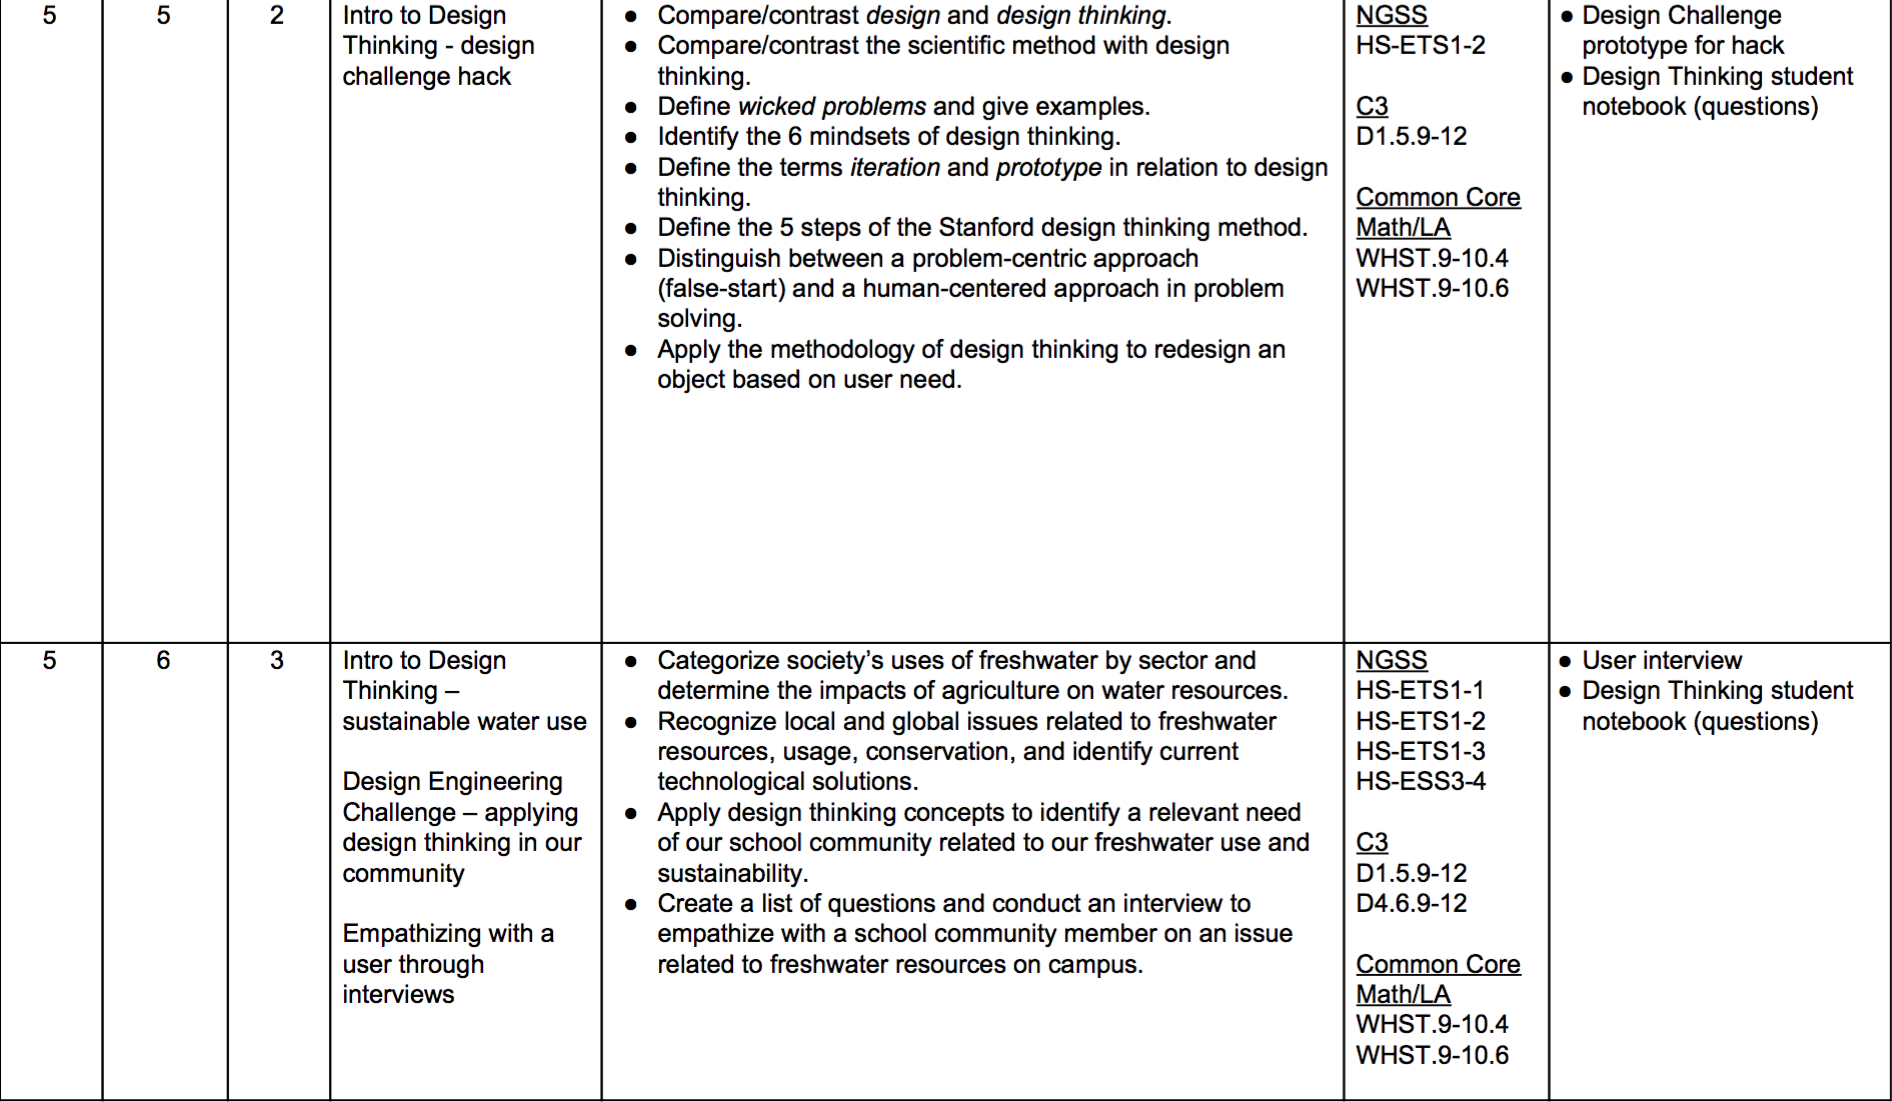 5
5
2
Intro to Design
Thinking - design
challenge hack
● Compare/contrast design and design thinking.
● Compare/contrast the scientific method with design
thinking.
● Define wicked problems and give examples.
● Identify the 6 mindsets of design thinking.
● Define the terms iteration and prototype in relation to design
thinking.
● Define the 5 steps of the Stanford design thinking method.
● Distinguish between a problem-centric approach
(false-start) and a human-centered approach in problem
solving.
● Apply the methodology of design thinking to redesign an
object based on user need.
NGSS
HS-ETS1-2
C3
D1.5.9-12
Common Core
Math/LA
WHST.9-10.4
WHST.9-10.6
● Design Challenge
prototype for hack
● Design Thinking student
notebook (questions)
5
6
3
Intro to Design
Thinking –
sustainable water use
Design Engineering
Challenge – applying
design thinking in our
community
Empathizing with a
user through
interviews
● Categorize society’s uses of freshwater by sector and
determine the impacts of agriculture on water resources.
● Recognize local and global issues related to freshwater
resources, usage, conservation, and identify current
technological solutions.
● Apply design thinking concepts to identify a relevant need
of our school community related to our freshwater use and
sustainability.
● Create a list of questions and conduct an interview to
empathize with a school community member on an issue
related to freshwater resources on campus.
NGSS
HS-ETS1-1
HS-ETS1-2
HS-ETS1-3
HS-ESS3-4
C3
D1.5.9-12
D4.6.9-12
Common Core
Math/LA
WHST.9-10.4
WHST.9-10.6
● User interview
● Design Thinking student
notebook (questions)